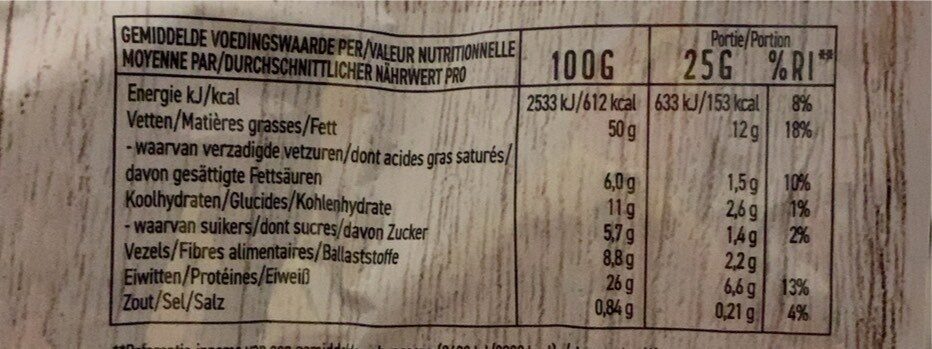 GEMIDDELDE VOEDINGSWAARDE PER/VALEUR NUTRITIONNELLE
MOYENNE PAR/DURCHSCHNITTLICHER NÄHRWERT PRO 100G Portie/Portion 25G %RI**
Energie kJ/kcal 2533 kJ/612 kcal 633 kJ/153 kcal 8%
Vetten/Matières grasses/Fett 50 g 12 g 18%
- waarvan verzadigde vetzuren/dont acides gras saturés/
davon gesättigte Fettsäuren 6,0 g 1,5 g 10%
Koolhydraten/Glucides/Kohlenhydrate 11 g 2,6 g 1%
- waarvan suikers/dont sucres/davon Zucker 5,7 g 1,4 g 2%
Vezels/Fibres alimentaires/Ballaststoffe 8,8 g 2,2 g
Eiwitten/Protéines/Eiweiß 26 g 6,6 g 13%
Zout/Sel/Salz 0,84 g 0,21 g 4%